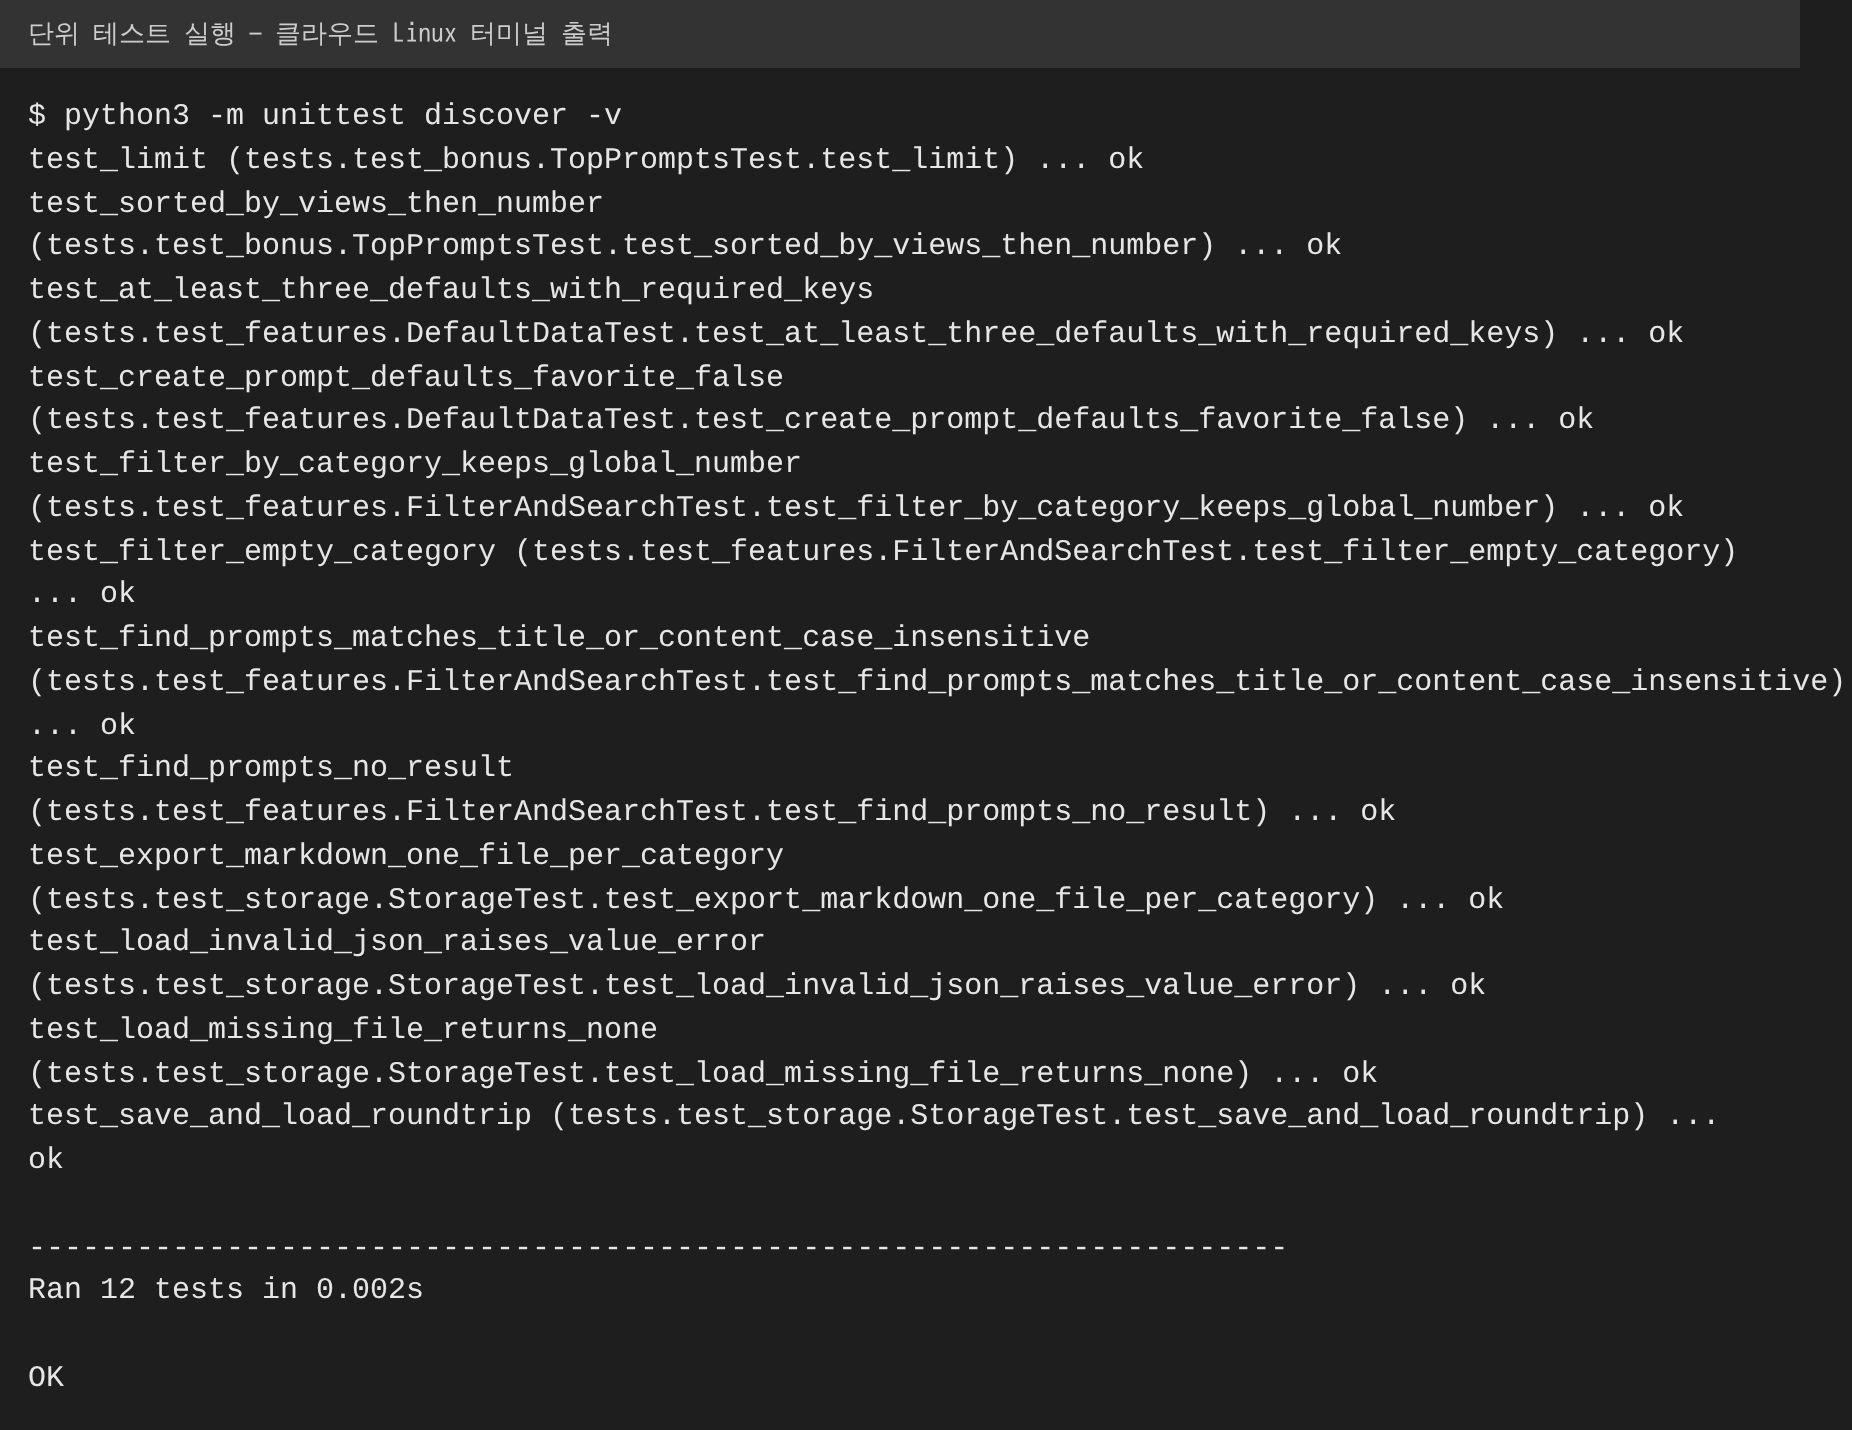 단위 테스트 실행 — 클라우드 Linux 터미널 출력
$ python3 -m unittest discover -v
test_limit (tests.test_bonus.TopPromptsTest.test_limit) ... ok
test_sorted_by_views_then_number
(tests.test_bonus.TopPromptsTest.test_sorted_by_views_then_number) ... ok
test_at_least_three_defaults_with_required_keys
(tests.test_features.DefaultDataTest.test_at_least_three_defaults_with_required_keys) ... ok
test_create_prompt_defaults_favorite_false
(tests.test_features.DefaultDataTest.test_create_prompt_defaults_favorite_false) ... ok
test_filter_by_category_keeps_global_number
(tests.test_features.FilterAndSearchTest.test_filter_by_category_keeps_global_number) ... ok
test_filter_empty_category (tests.test_features.FilterAndSearchTest.test_filter_empty_category)
... ok
test_find_prompts_matches_title_or_content_case_insensitive
(tests.test_features.FilterAndSearchTest.test_find_prompts_matches_title_or_content_case_insensitive)
... ok
test_find_prompts_no_result
(tests.test_features.FilterAndSearchTest.test_find_prompts_no_result) ... ok
test_export_markdown_one_file_per_category
(tests.test_storage.StorageTest.test_export_markdown_one_file_per_category) ... ok
test_load_invalid_json_raises_value_error
(tests.test_storage.StorageTest.test_load_invalid_json_raises_value_error) ... ok
test_load_missing_file_returns_none
(tests.test_storage.StorageTest.test_load_missing_file_returns_none) ... ok
test_save_and_load_roundtrip (tests.test_storage.StorageTest.test_save_and_load_roundtrip) ...
ok
----------------------------------------------------------------------
Ran 12 tests in 0.002s
OK